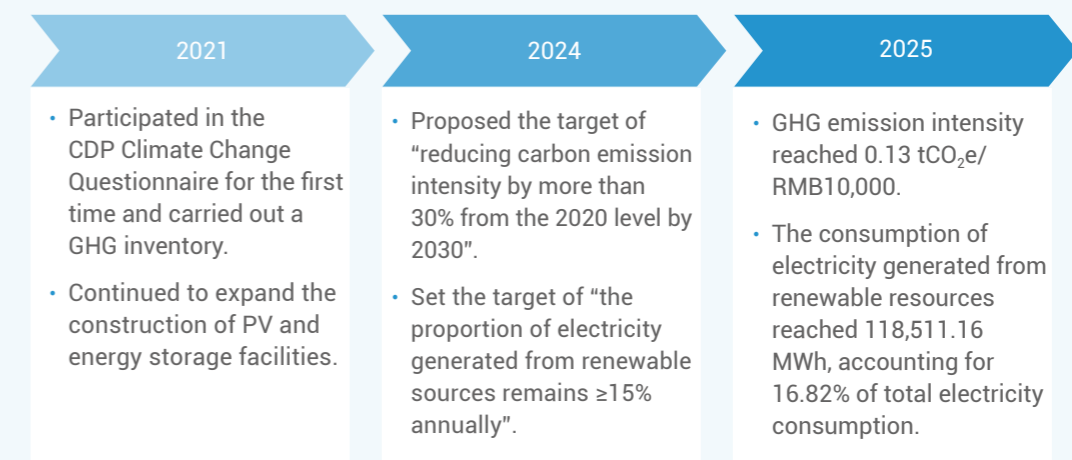 2021
• Participated in the
CDP Climate Change
Questionnaire for the first
time and carried out a
GHG inventory.
• Continued to expand the
construction of PV and
energy storage facilities.
2024
• Proposed the target of
“reducing carbon emission
intensity by more than
30% from the 2020 level by
2030”.
• Set the target of “the
proportion of electricity
generated from renewable
sources remains ≥15%
annually”.
2025
• GHG emission intensity
reached 0.13 tCO₂e/
RMB10,000.
• The consumption of
electricity generated from
renewable resources
reached 118,511.16
MWh, accounting for
16.82% of total electricity
consumption.